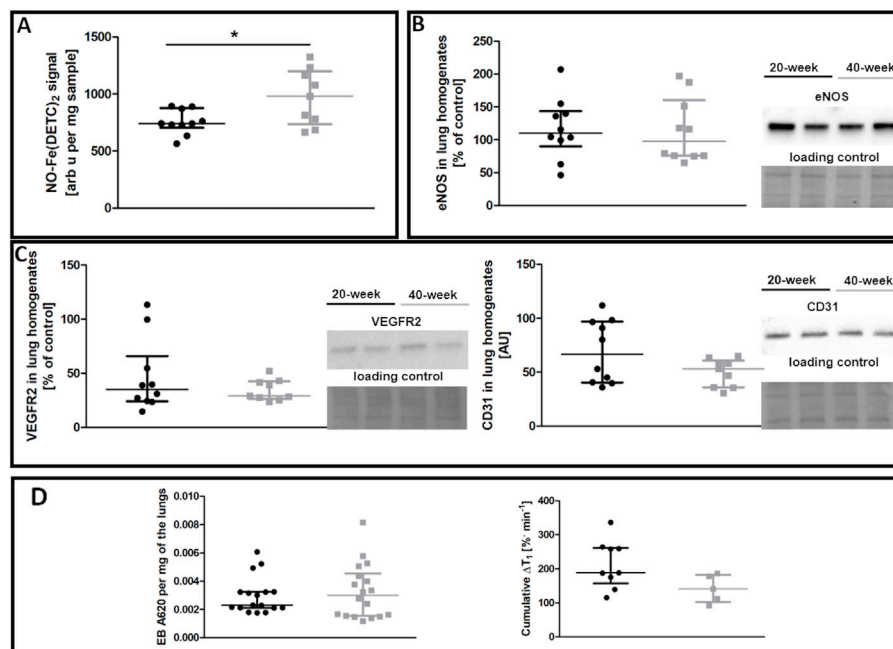 A
*
NO-Fe(DETC)2 signal
[arb u per mg sample]
1500
1000
500
0
B
eNOS in lung homogenates
[% of control]
250
200
150
100
50
0
20-week 40-week
eNOS
loading control
C
VEGFR2 in lung homogenates
[% of control]
150
100
50
0
20-week 40-week
VEGFR2
loading control
CD31 in lung homogenates
[AU]
150
100
50
0
20-week 40-week
CD31
loading control
D
EB A620 per mg of the lungs
0.010
0.008
0.006
0.004
0.002
0.000
Cumulative ΔT1 [%· min-1]
400
300
200
100
0